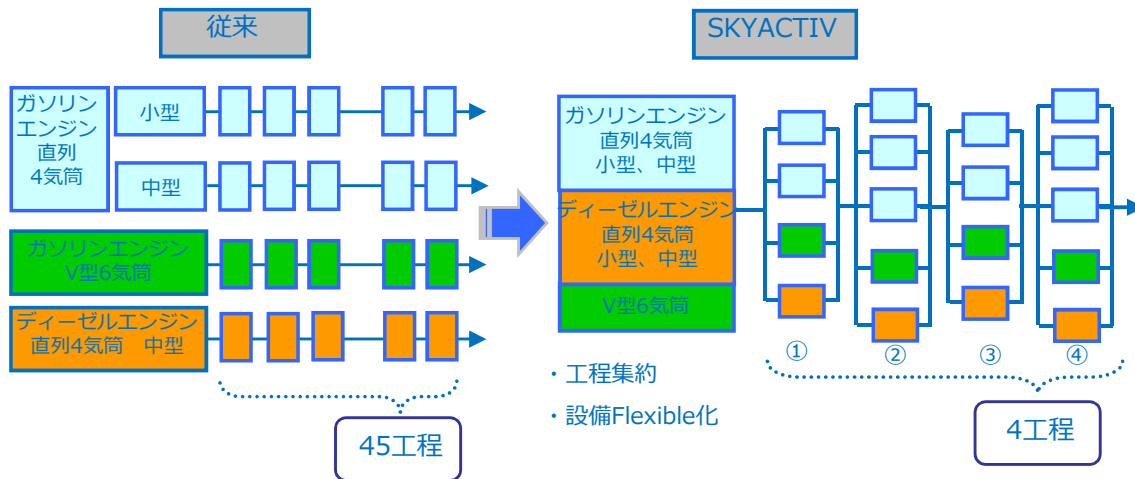 従来
SKYACTIV
ガソリン
エンジン
直列
4気筒
小型
中型
ガソリンエンジン
V型6気筒
ディーゼルエンジン
直列4気筒 中型
45工程
ガソリンエンジン
直列4気筒
小型、中型
ディーゼルエンジン
直列4気筒
小型、中型
V型6気筒
① ② ③ ④
・工程集約
・設備Flexible化
4工程